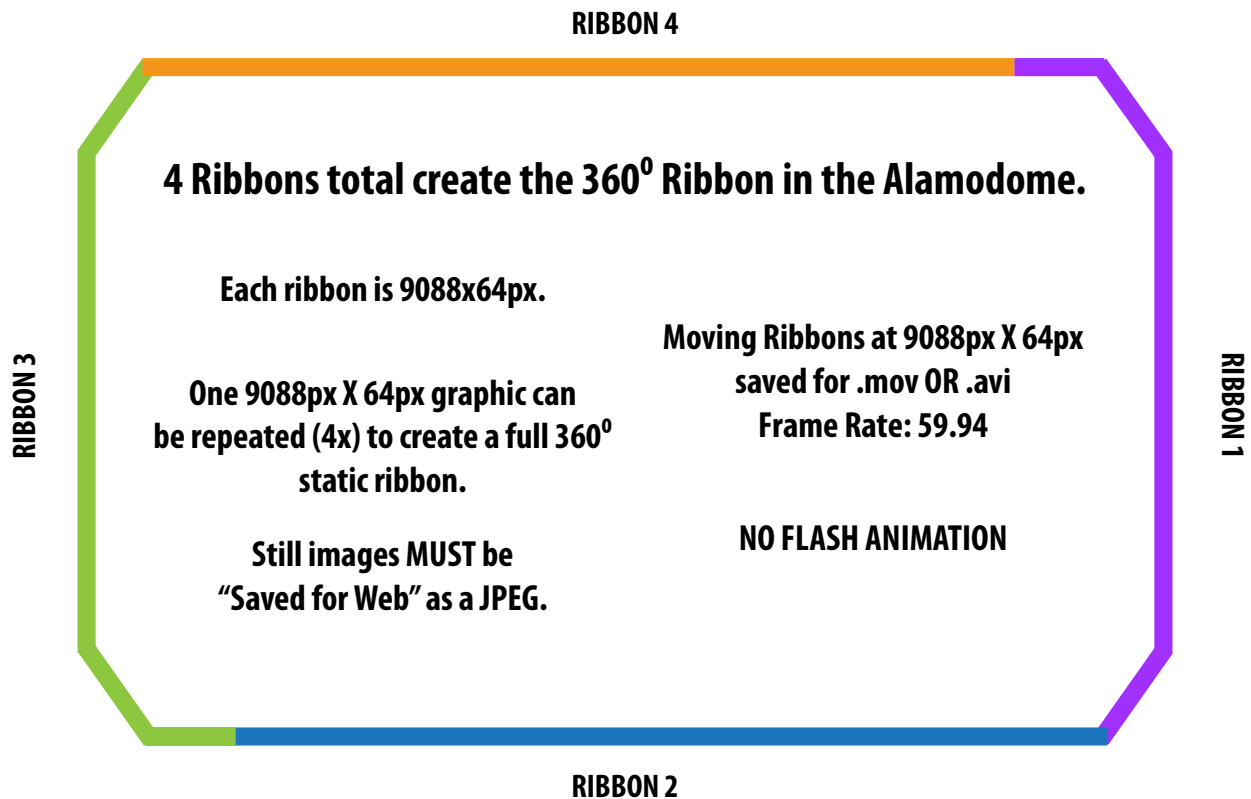 RIBBON 4
4 Ribbons total create the 360⁰ Ribbon in the Alamodome.
Each ribbon is 9088x64px.
One 9088px X 64px graphic can
be repeated (4x) to create a full 360⁰
static ribbon.
Still images MUST be
“Saved for Web” as a JPEG.
Moving Ribbons at 9088px X 64px
saved for .mov OR .avi
Frame Rate: 59.94
NO FLASH ANIMATION
RIBBON 3
RIBBON 1
RIBBON 2